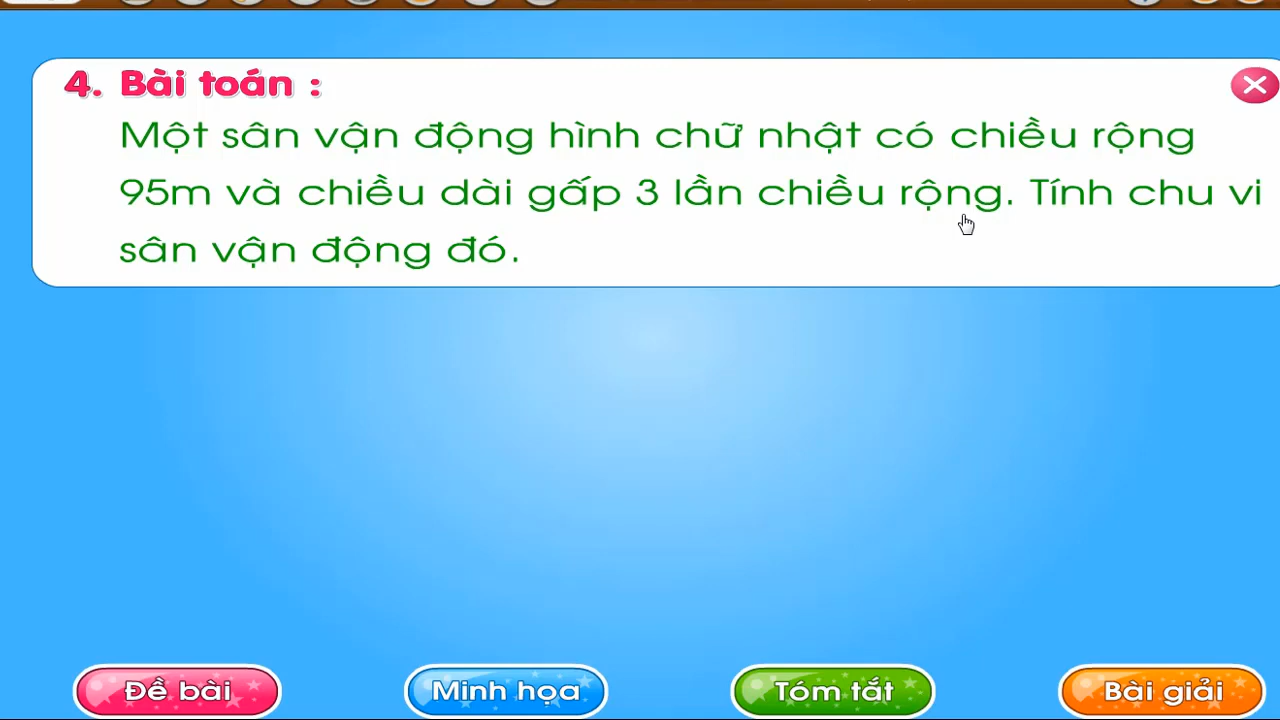 4. Bài toán :
Một sân vận động hình chữ nhật có chiều rộng
95m và chiều dài gấp 3 lần chiều rộng. Tính chu vi
sân vận động đó.
Đề bài
Minh họa
Tóm tắt
Bài giải